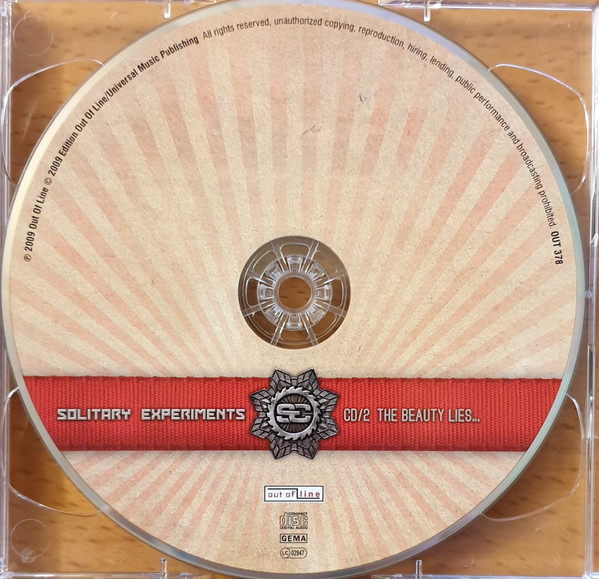 ℗ 2009 Out Of Line © 2009 Edition Out Of Line/Universal Music Publishing All rights reserved, unauthorized copying, reproduction, hiring, lending, public performance and broadcasting prohibited. OUT 378
SOLITARY EXPERIMENTS
SE
CD/2 THE BEAUTY LIES...
out of line
COMPACT
disc
DIGITAL AUDIO
GEMA
LC 02947